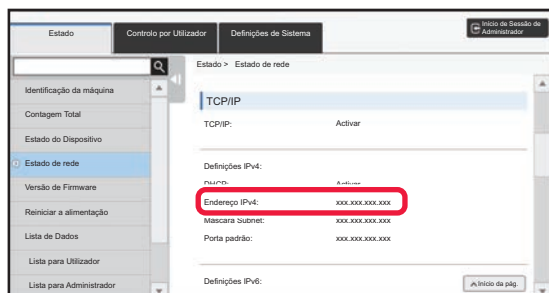 Estado
Controlo por Utilizador
Definições de Sistema
Início de Sessão de
Administrador
Estado > Estado de rede
Identificação da máquina
Contagem Total
Estado do Dispositivo
Estado de rede
Versão de Firmware
Reiniciar a alimentação
Lista de Dados
Lista para Utilizador
Lista para Administrador
TCP/IP
TCP/IP: Activar
Definições IPv4:
DHCP: Activar
Endereço IPv4: xxx.xxx.xxx.xxx
Máscara Subnet: xxx.xxx.xxx.xxx
Porta padrão: xxx.xxx.xxx.xxx
Definições IPv6:
Início da pág.